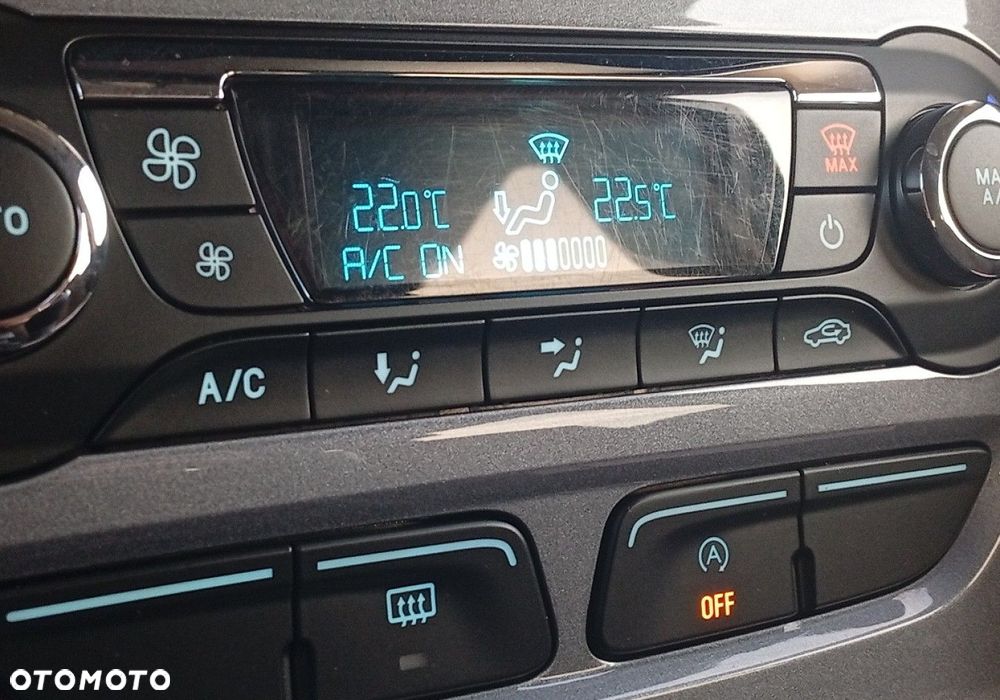 MAX
22.0°C
22.5°C
A/C ON
A/C
A
OFF
OTOMOTO